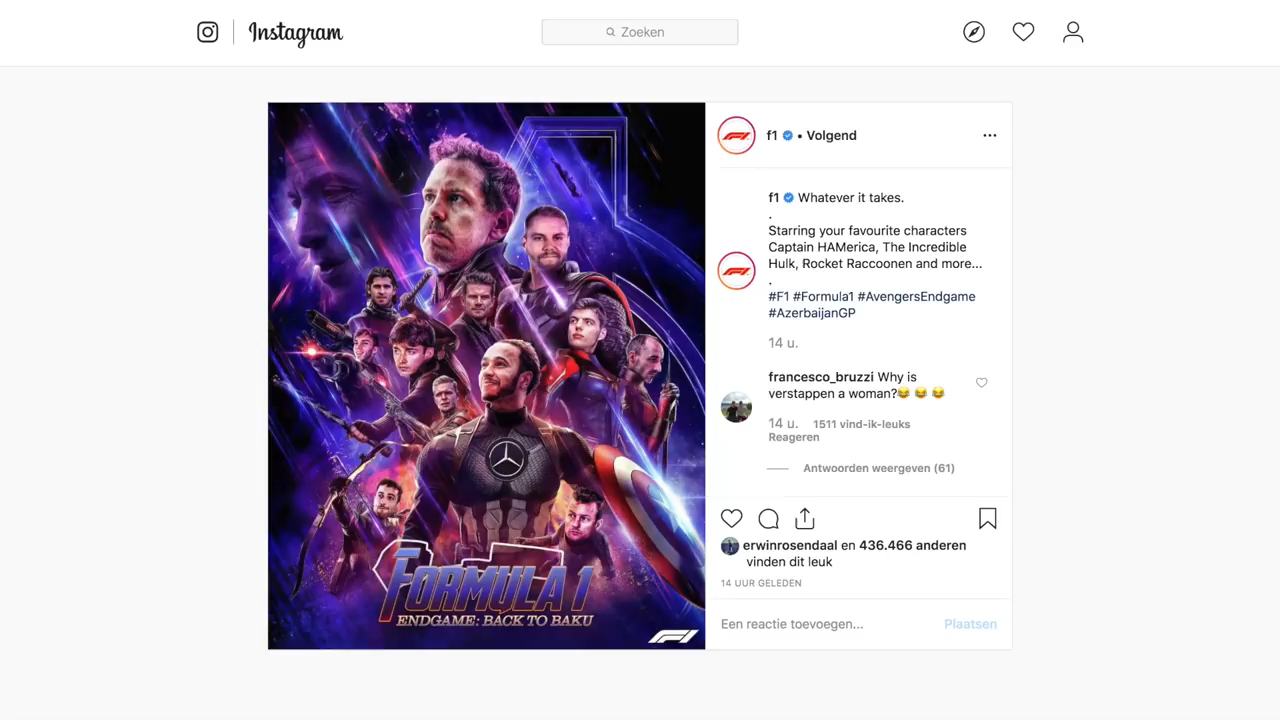 Instagram
Zoeken
f1 • Volgend
f1 Whatever it takes.
.
Starring your favourite characters
Captain HAMerica, The Incredible
Hulk, Rocket Raccoonen and more...
.
#F1 #Formula1 #AvengersEndgame
#AzerbaijanGP
14 u.
francesco_bruzzi Why is
verstappen a woman?😂 😂 😂
14 u. 1511 vind-ik-leuks
Reageren
Antwoorden weergeven (61)
erwinrosendaal en 436.466 anderen
vinden dit leuk
14 UUR GELEDEN
Een reactie toevoegen... Plaatsen
FORMULA 1
ENDGAME: BACK TO BAKU